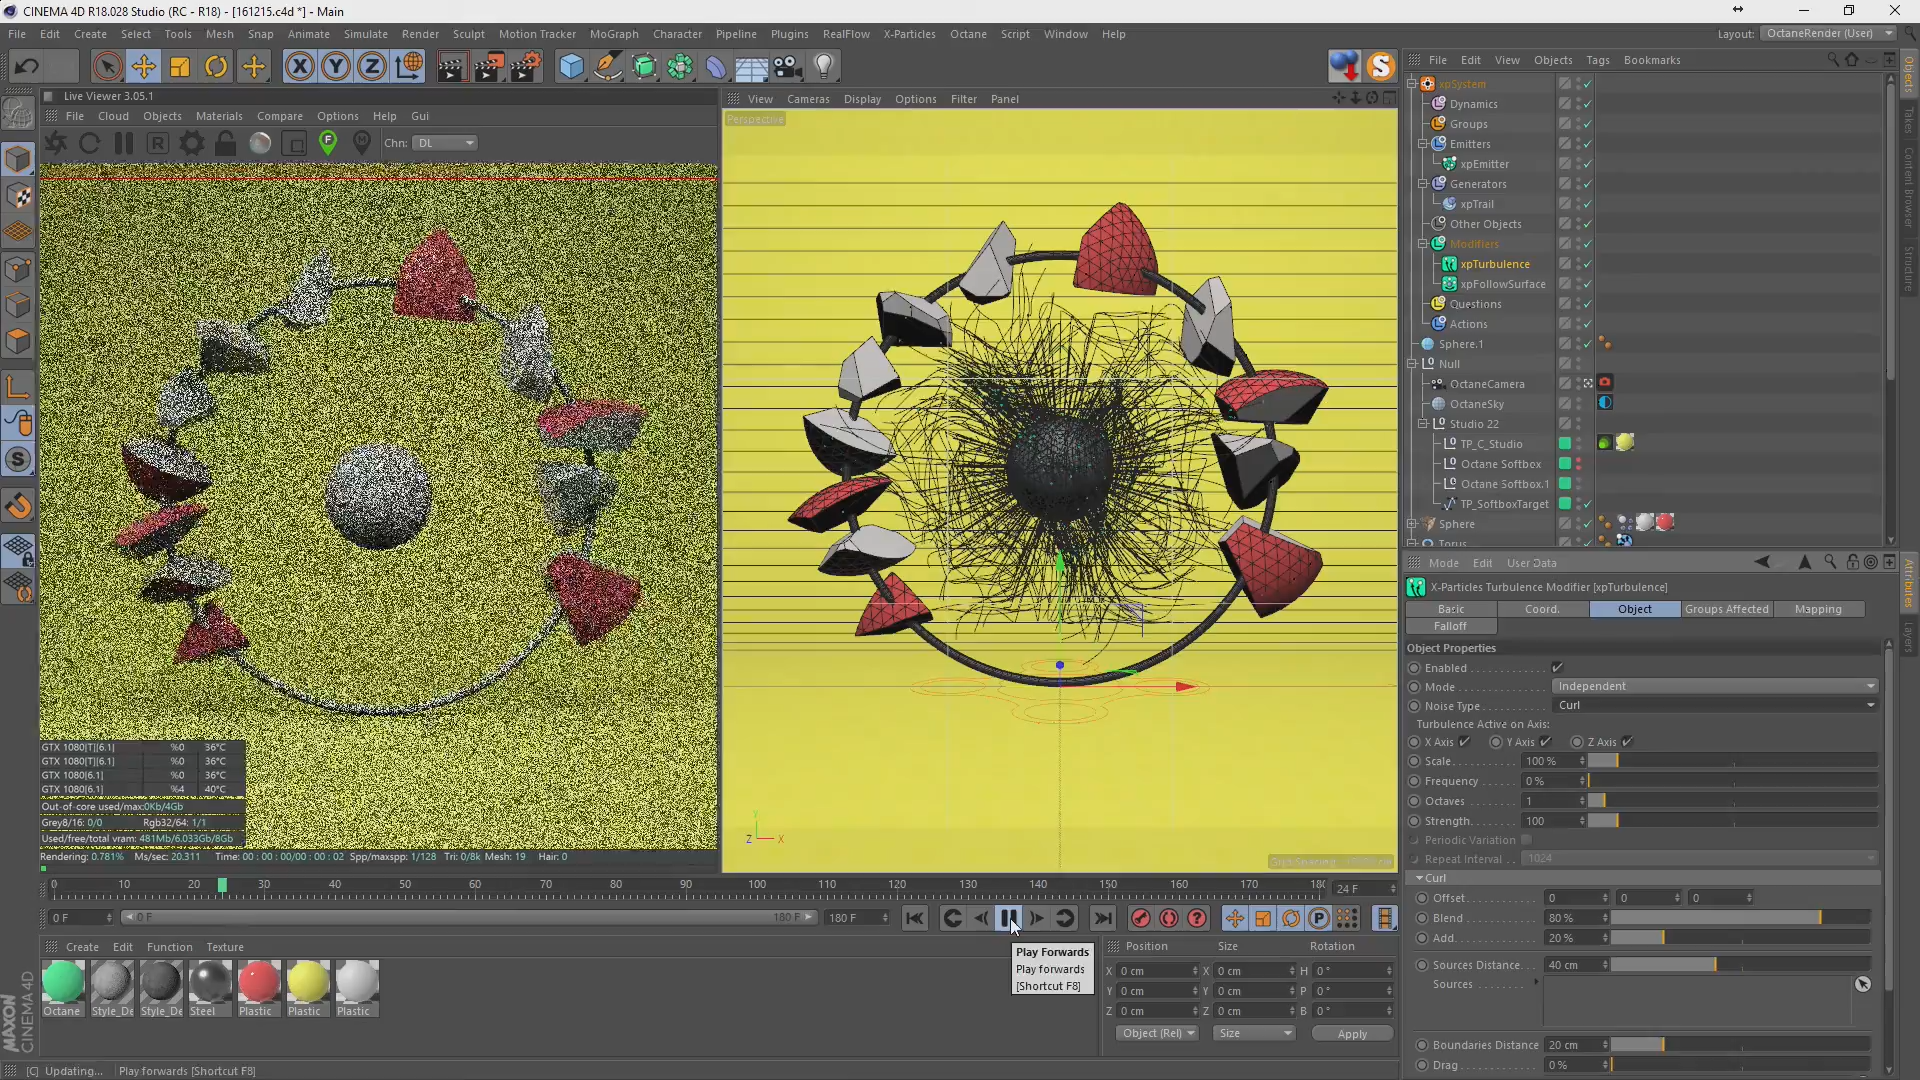 CINEMA 4D R18.028 Studio (RC - R18) - [161215.c4d *] - Main
File Edit Create Select Tools Mesh Snap Animate Simulate Render Sculpt Motion Tracker MoGraph Character Pipeline Plugins RealFlow X-Particles Octane Script Window Help
Layout: OctaneRender (User)
Live Viewer 3.05.1
File Cloud Objects Materials Compare Options Help Gui
Chn: DL
View Cameras Display Options Filter Panel
Perspective
File Edit View Objects Tags Bookmarks
xpSystem
Dynamics
Groups
Emitters
xpEmitter
Generators
xpTrail
Other Objects
Modifiers
xpTurbulence
xpFollowSurface
Questions
Actions
Sphere.1
Null
OctaneCamera
OctaneSky
Studio 22
TP_C_Studio
Octane Softbox
Octane Softbox.1
TP_SoftboxTarget
Sphere
Torus
Objects
Takes
Content Browser
Structure
Attributes
Layers
Mode Edit User Data
X-Particles Turbulence Modifier [xpTurbulence]
Basic Coord. Object Groups Affected Mapping
Falloff
Object Properties
Enabled
Mode Independent
Noise Type Curl
Turbulence Active on Axis:
X Axis Y Axis Z Axis
Scale 100 %
Frequency 0 %
Octaves 1
Strength 100
Periodic Variation
Repeat Interval 1024
Curl
Offset 0 0 0
Blend 80 %
Add 20 %
Sources Distance 40 cm
Sources
Boundaries Distance 20 cm
Drag 0 %
GTX 1080[T][6.1] %0 36°C
GTX 1080[T][6.1] %0 36°C
GTX 1080[6.1] %0 36°C
GTX 1080[6.1] %4 40°C
Out-of-core used/max:0Kb/4Gb
Grey8/16: 0/0 Rgb32/64: 1/1
Used/free/total vram: 481Mb/6.033Gb/8Gb
Rendering: 0.781% Ms/sec: 20.311 Time: 00 : 00 : 00/00 : 00 : 02 Spp/maxspp: 1/128 Tri: 0/8k Mesh: 19 Hair: 0
Y
Z X
0 10 20 30 40 50 60 70 80 90 100 110 120 130 140 150 160 170 180
24 F
0 F 0 F 180 F 180 F
Play Forwards
Play forwards
[Shortcut F8]
Create Edit Function Texture
Octane Style_De Style_De Steel Plastic Plastic Plastic
Position Size Rotation
X 0 cm X 0 cm H 0 °
Y 0 cm Y 0 cm P 0 °
Z 0 cm Z 0 cm B 0 °
Object (Rel) Size Apply
MAXON
CINEMA 4D
[C] Updating... Play forwards [Shortcut F8]